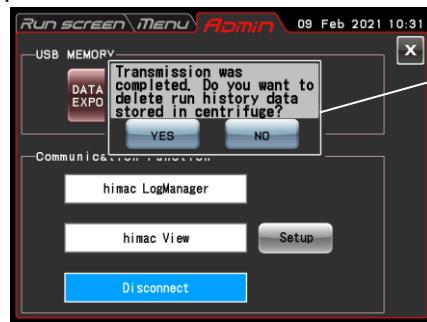 Run screen\Menu\Admin 09 Feb 2021 10:31
USB MEMORY
X
Transmission was
completed. Do you want to
delete run history data
stored in centrifuge?
DATA
EXPO
YES NO
Communication Function
himac LogManager
himac View Setup
Disconnect